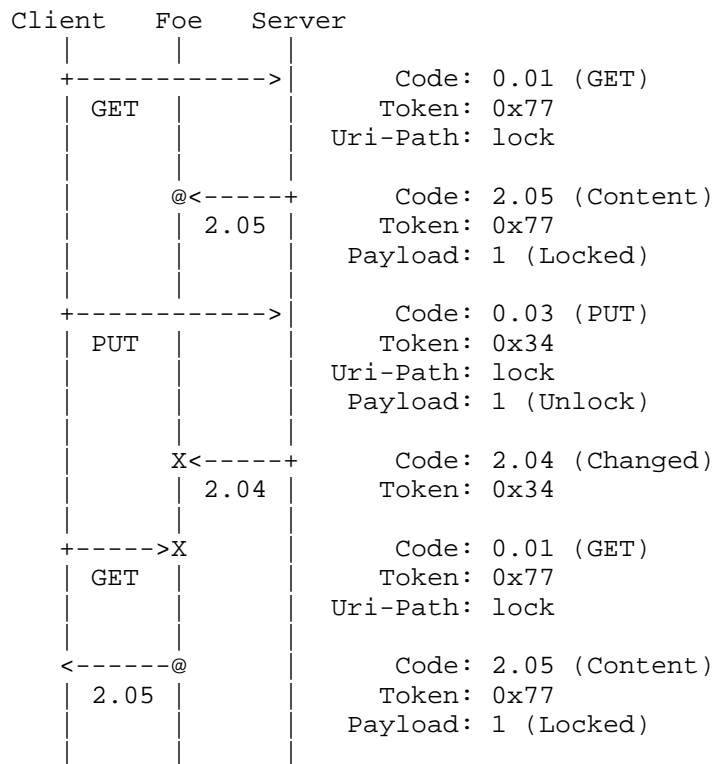 Client Foe Server
| | |
+------------>| Code: 0.01 (GET)
| GET | | Token: 0x77
| | | Uri-Path: lock
| | |
| @<-----+ Code: 2.05 (Content)
| | 2.05 | Token: 0x77
| | | Payload: 1 (Locked)
| | |
+------------>| Code: 0.03 (PUT)
| PUT | | Token: 0x34
| | | Uri-Path: lock
| | | Payload: 1 (Unlock)
| | |
| X<-----+ Code: 2.04 (Changed)
| | 2.04 | Token: 0x34
| | |
+----->X | Code: 0.01 (GET)
| GET | | Token: 0x77
| | | Uri-Path: lock
| | |
<------@ | Code: 2.05 (Content)
| 2.05 | | Token: 0x77
| | | Payload: 1 (Locked)
| | |